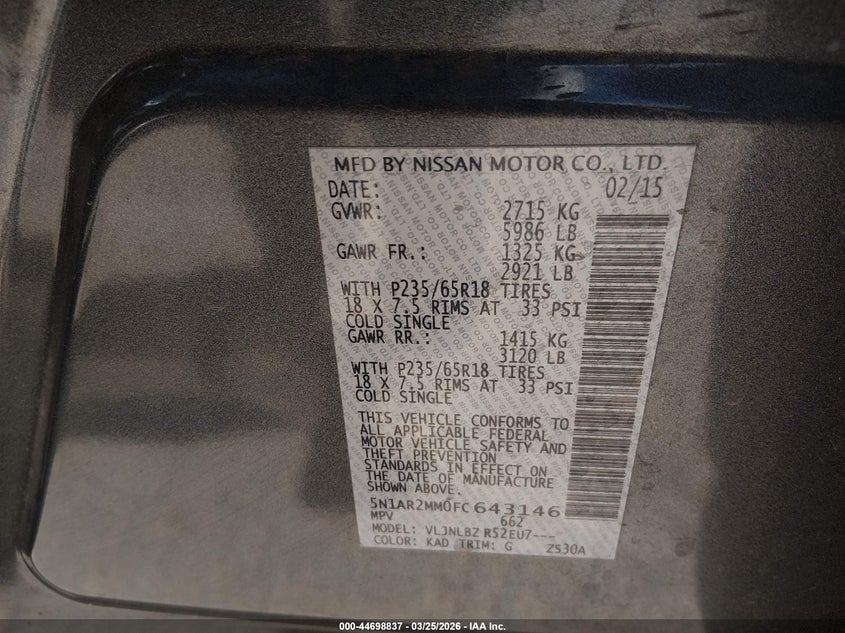 MFD BY NISSAN MOTOR CO., LTD.
DATE: 02/15
GVWR: 2715 KG
5986 LB
GAWR FR.: 1325 KG
2921 LB
WITH P235/65R18 TIRES
18 X 7.5 RIMS AT 33 PSI
COLD SINGLE
GAWR RR.: 1415 KG
3120 LB
WITH P235/65R18 TIRES
18 X 7.5 RIMS AT 33 PSI
COLD SINGLE
THIS VEHICLE CONFORMS TO
ALL APPLICABLE FEDERAL
MOTOR VEHICLE SAFETY AND
THEFT PREVENTION
STANDARDS IN EFFECT ON
THE DATE OF MANUFACTURE
SHOWN ABOVE.
5N1AR2MM0FC643146
MPV 662
MODEL: VLJNLBZ R52EU7---
COLOR: KAD TRIM: G ZS30A
000-44698837 - 03/25/2026 - IAA Inc.